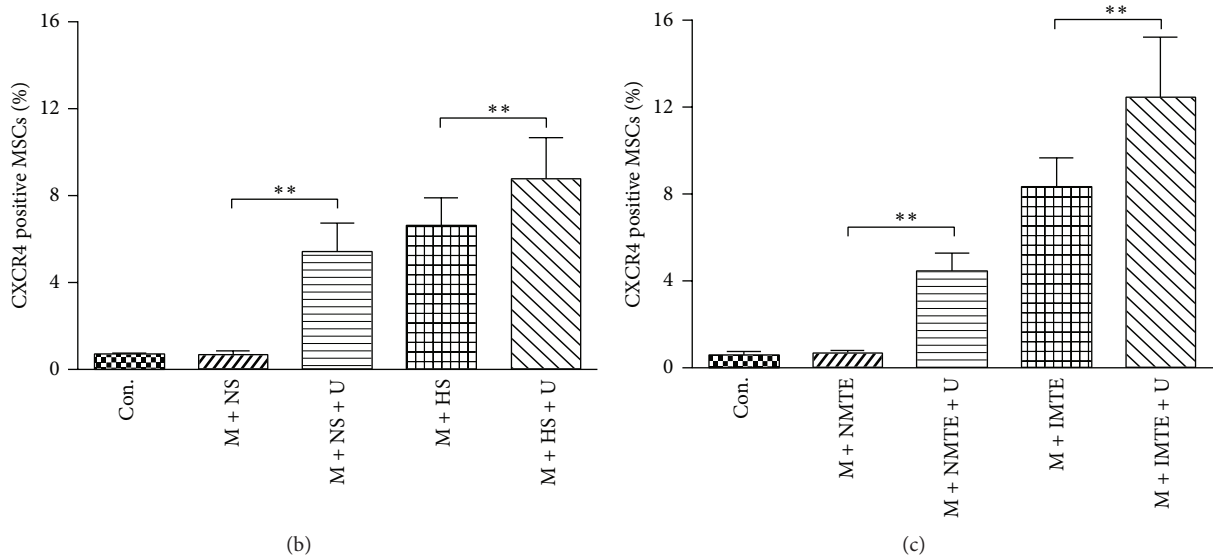 CXCR4 positive MSCs (%)
16
12
8
4
0
**
**
Con.
M + NS
M + NS + U
M + HS
M + HS + U
(b)
CXCR4 positive MSCs (%)
16
12
8
4
0
**
**
Con.
M + NMTE
M + NMTE + U
M + IMTE
M + IMTE + U
(c)